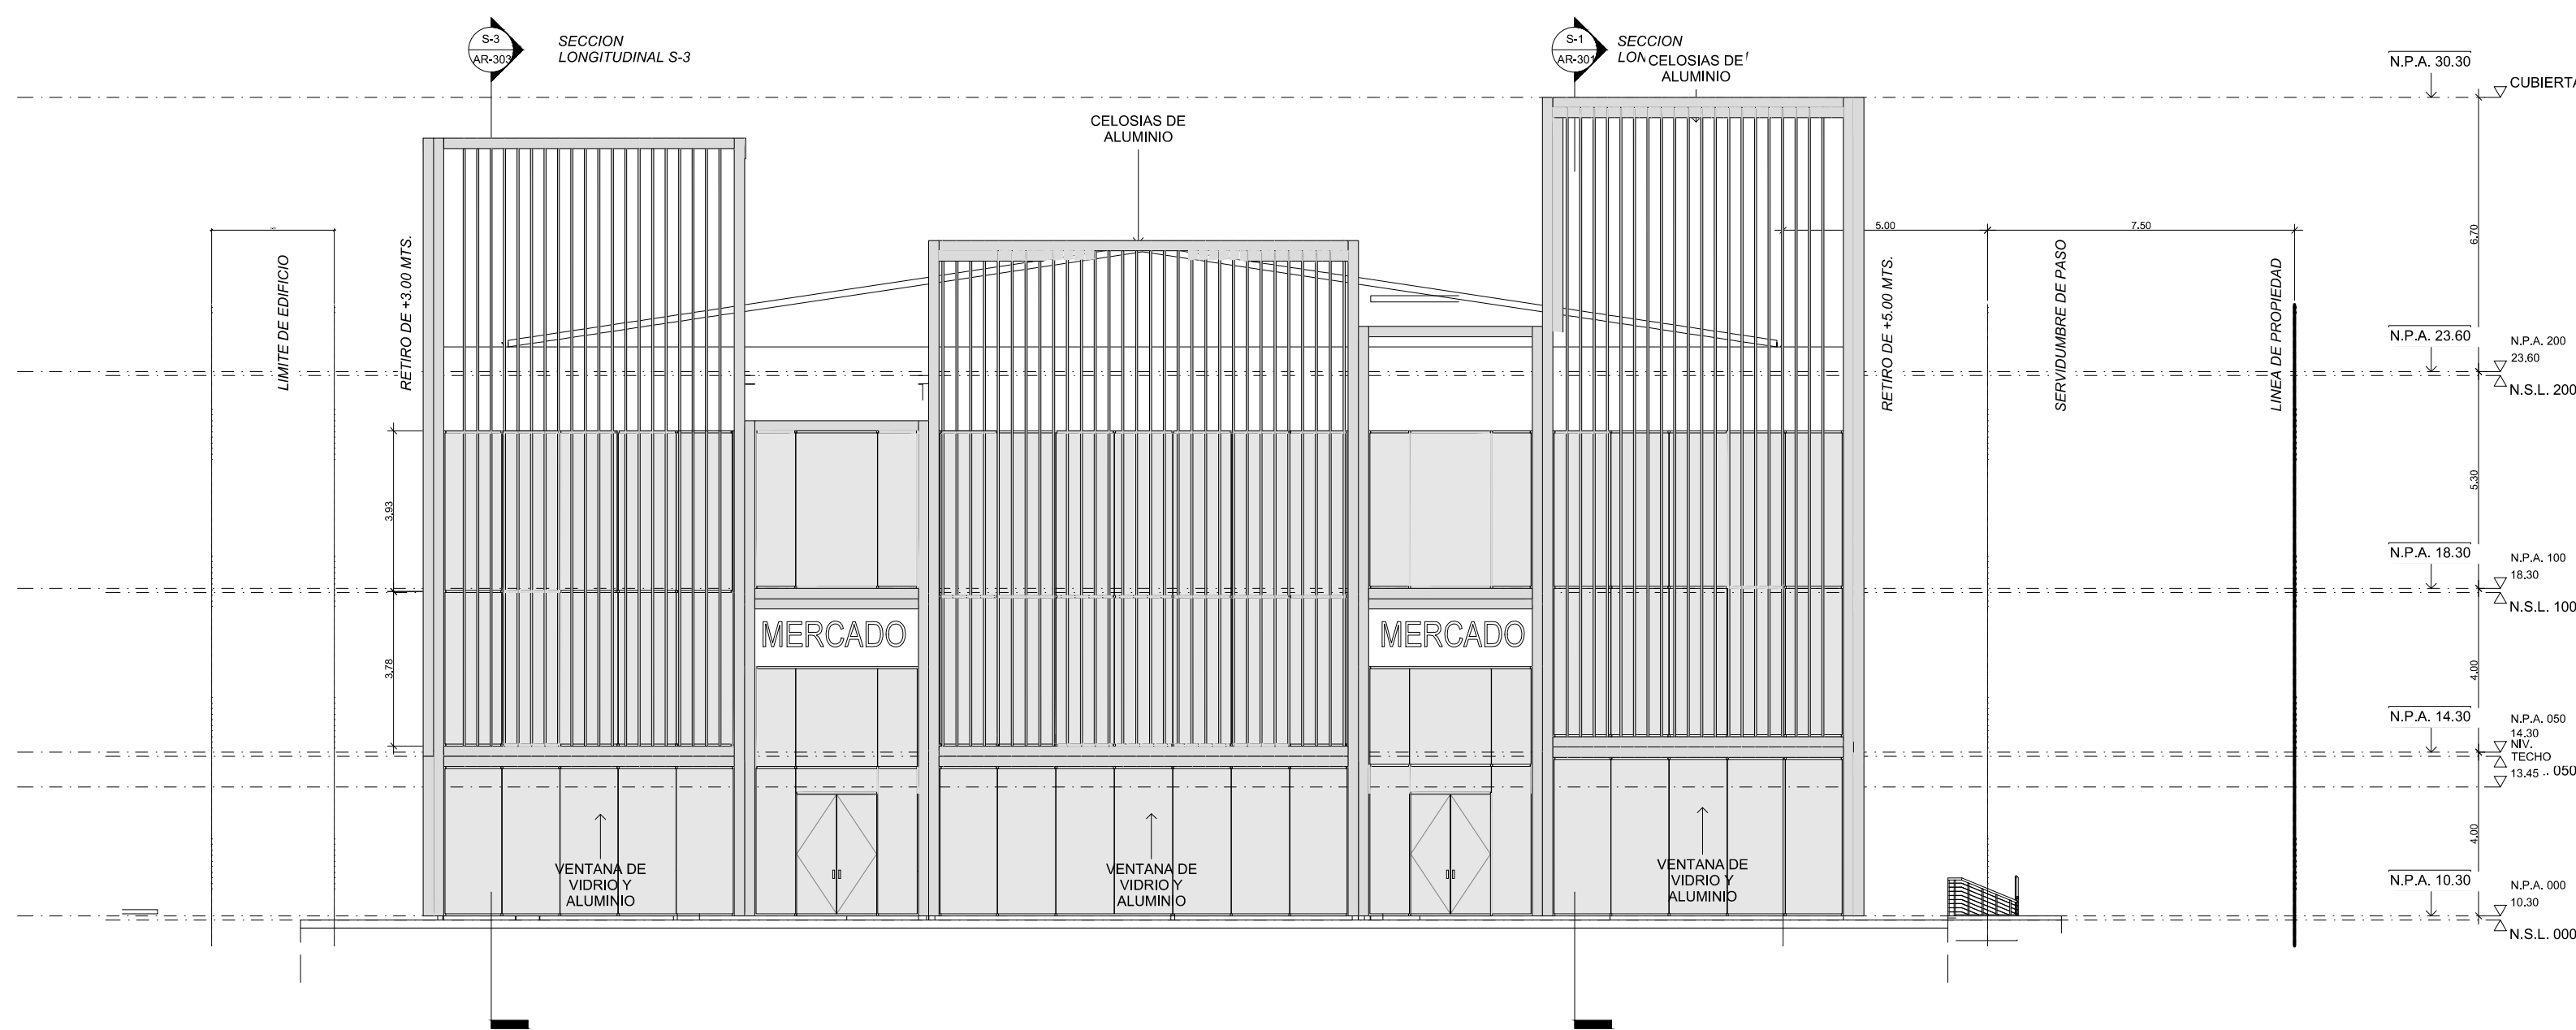 S-3
AR-303
SECCION
LONGITUDINAL S-3
S-1
AR-301
SECCION
LON
CELOSIAS DE
ALUMINIO
N.P.A. 30.30
CUBIERTA
CELOSIAS DE
ALUMINIO
5.00
7.50
6.70
LIMITE DE EDIFICIO
RETIRO DE +3.00 MTS.
RETIRO DE +5.00 MTS.
SERVIDUMBRE DE PASO
LINEA DE PROPIEDAD
N.P.A. 23.60
N.P.A. 200
23.60
N.S.L. 200
3.93
5.30
N.P.A. 18.30
N.P.A. 100
18.30
N.S.L. 100
MERCADO
MERCADO
3.78
4.00
N.P.A. 14.30
N.P.A. 050
14.30
NIV.
TECHO
13.45
050
4.00
VENTANA DE
VIDRIO Y
ALUMINIO
VENTANA DE
VIDRIO Y
ALUMINIO
VENTANA DE
VIDRIO Y
ALUMINIO
N.P.A. 10.30
N.P.A. 000
10.30
N.S.L. 000